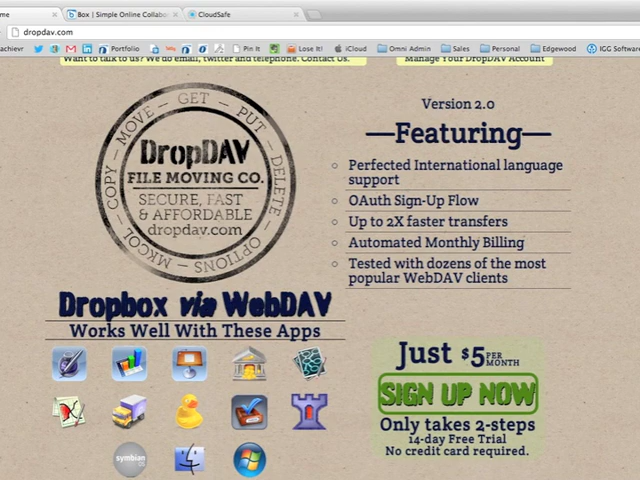 Box | Simple Online Collabo
CloudSafe
dropdav.com
Portfolio
Pin It
Lose It!
iCloud
Omni Admin
Sales
Personal
Edgewood
IGG Software
Want to talk to us? We do email, twitter and telephone. Contact Us.
Manage Your DropDAV Account
COPY — MOVE — GET — PUT — DELETE — OPTIONS — MKCOL —
DropDAV
FILE MOVING CO.
SECURE, FAST
& AFFORDABLE
dropdav.com
Dropbox via WebDAV
Works Well With These Apps
symbian
OS
Version 2.0
—Featuring—
Perfected International language
support
OAuth Sign-Up Flow
Up to 2X faster transfers
Automated Monthly Billing
Tested with dozens of the most
popular WebDAV clients
Just $5 PER MONTH
SIGN UP NOW
Only takes 2-steps
14-day Free Trial
No credit card required.